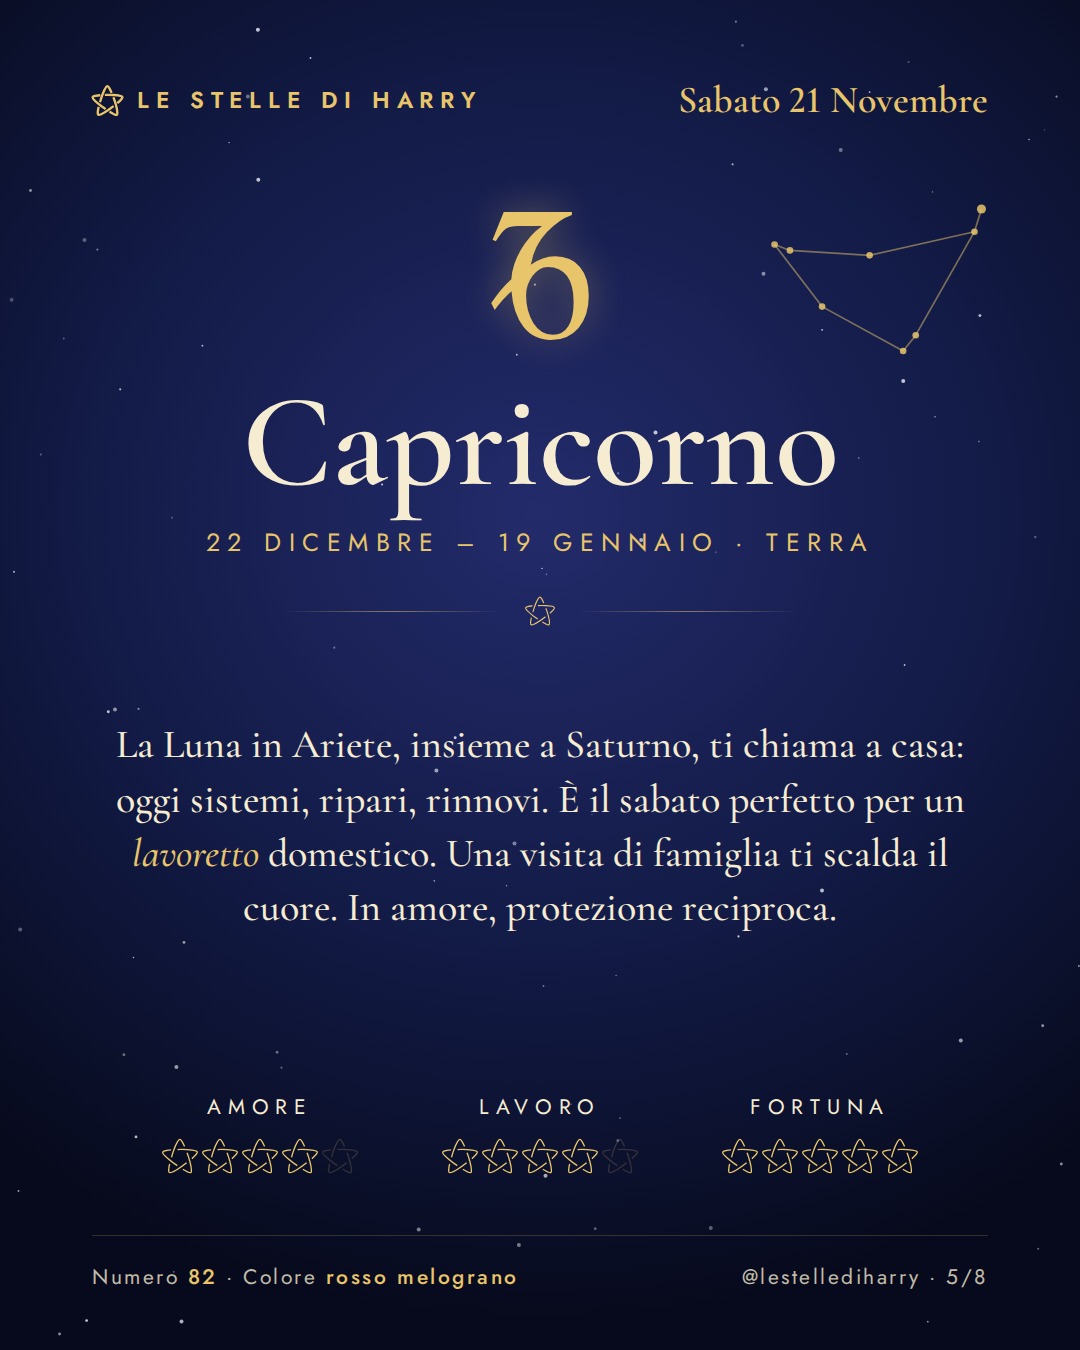 LE STELLE DI HARRY
Sabato 21 Novembre
Capricorno
22 DICEMBRE – 19 GENNAIO · TERRA
La Luna in Ariete, insieme a Saturno, ti chiama a casa:
oggi sistemi, ripari, rinnovi. È il sabato perfetto per un
lavoretto domestico. Una visita di famiglia ti scalda il
cuore. In amore, protezione reciproca.
AMORE
LAVORO
FORTUNA
Numero 82 · Colore rosso melograno
@lestellediharry · 5/8